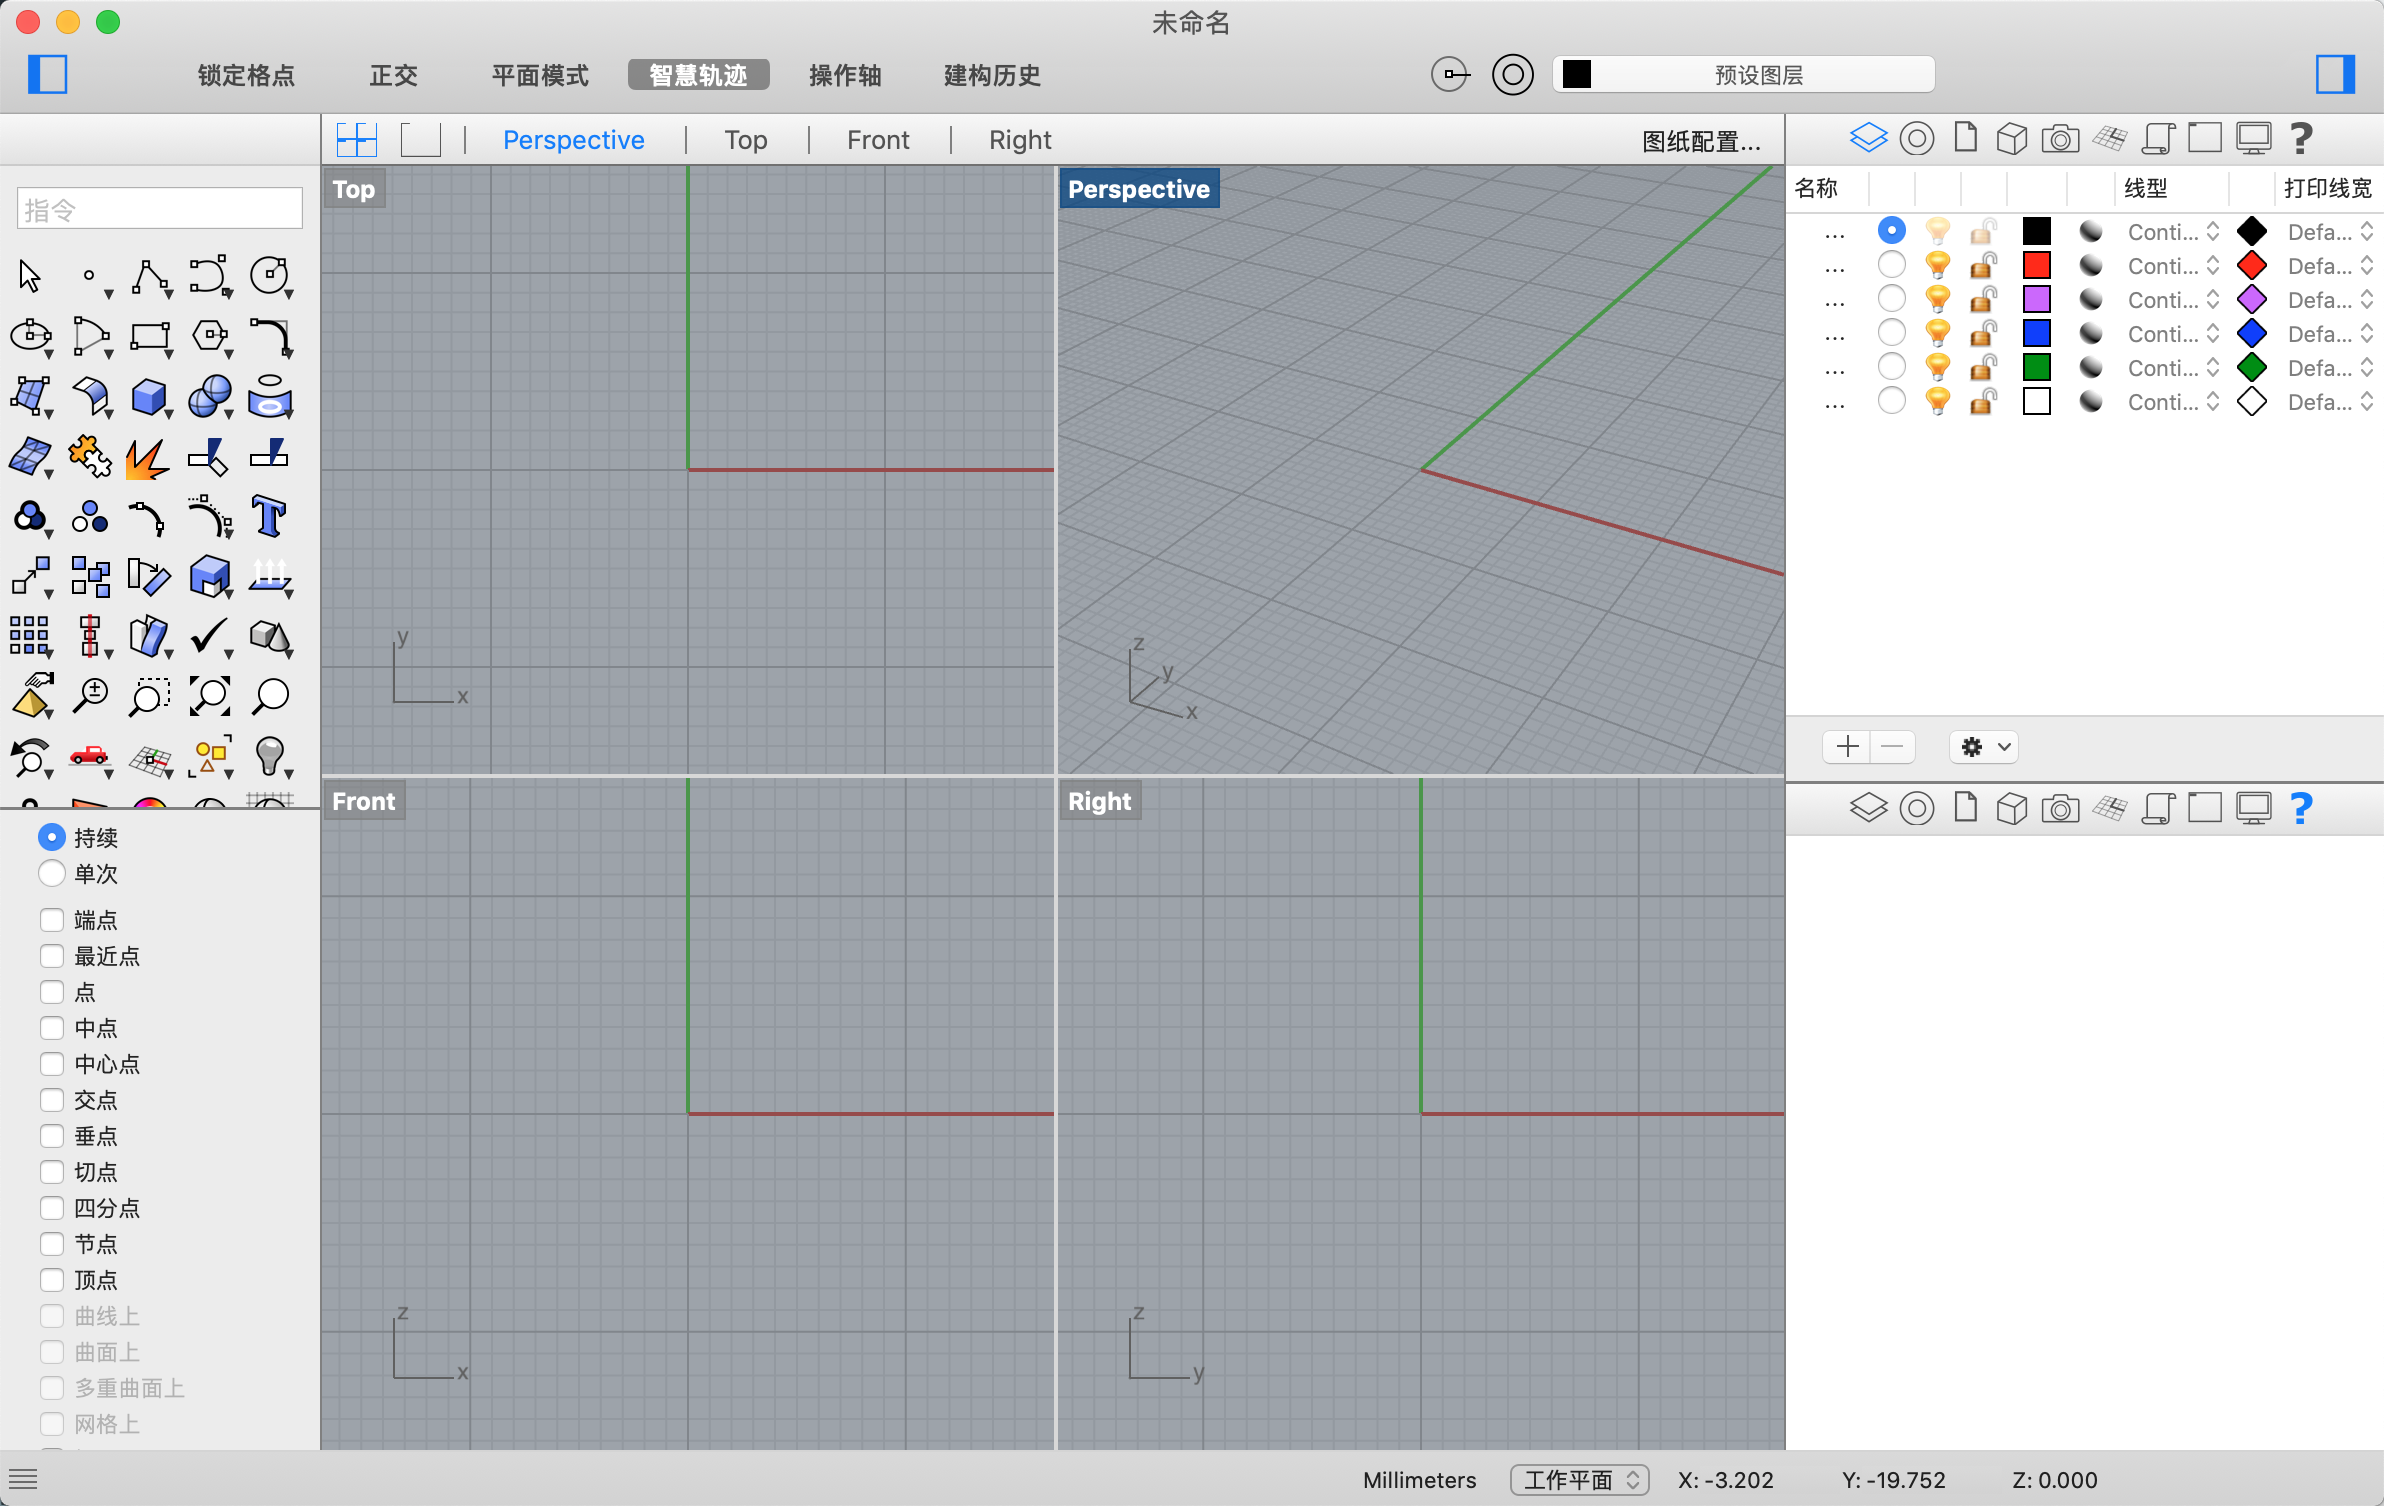 未命名
锁定格点 正交 平面模式 智慧轨迹 操作轴 建构历史 预设图层
Perspective Top Front Right 图纸配置...
指令
Top
Perspective
Front
Right
y
x
z
y
x
z
x
z
y
名称 线型 打印线宽
... Conti... Defa...
... Conti... Defa...
... Conti... Defa...
... Conti... Defa...
... Conti... Defa...
... Conti... Defa...
持续
单次
端点
最近点
点
中点
中心点
交点
垂点
切点
四分点
节点
顶点
曲线上
曲面上
多重曲面上
网格上
Millimeters 工作平面 X: -3.202 Y: -19.752 Z: 0.000